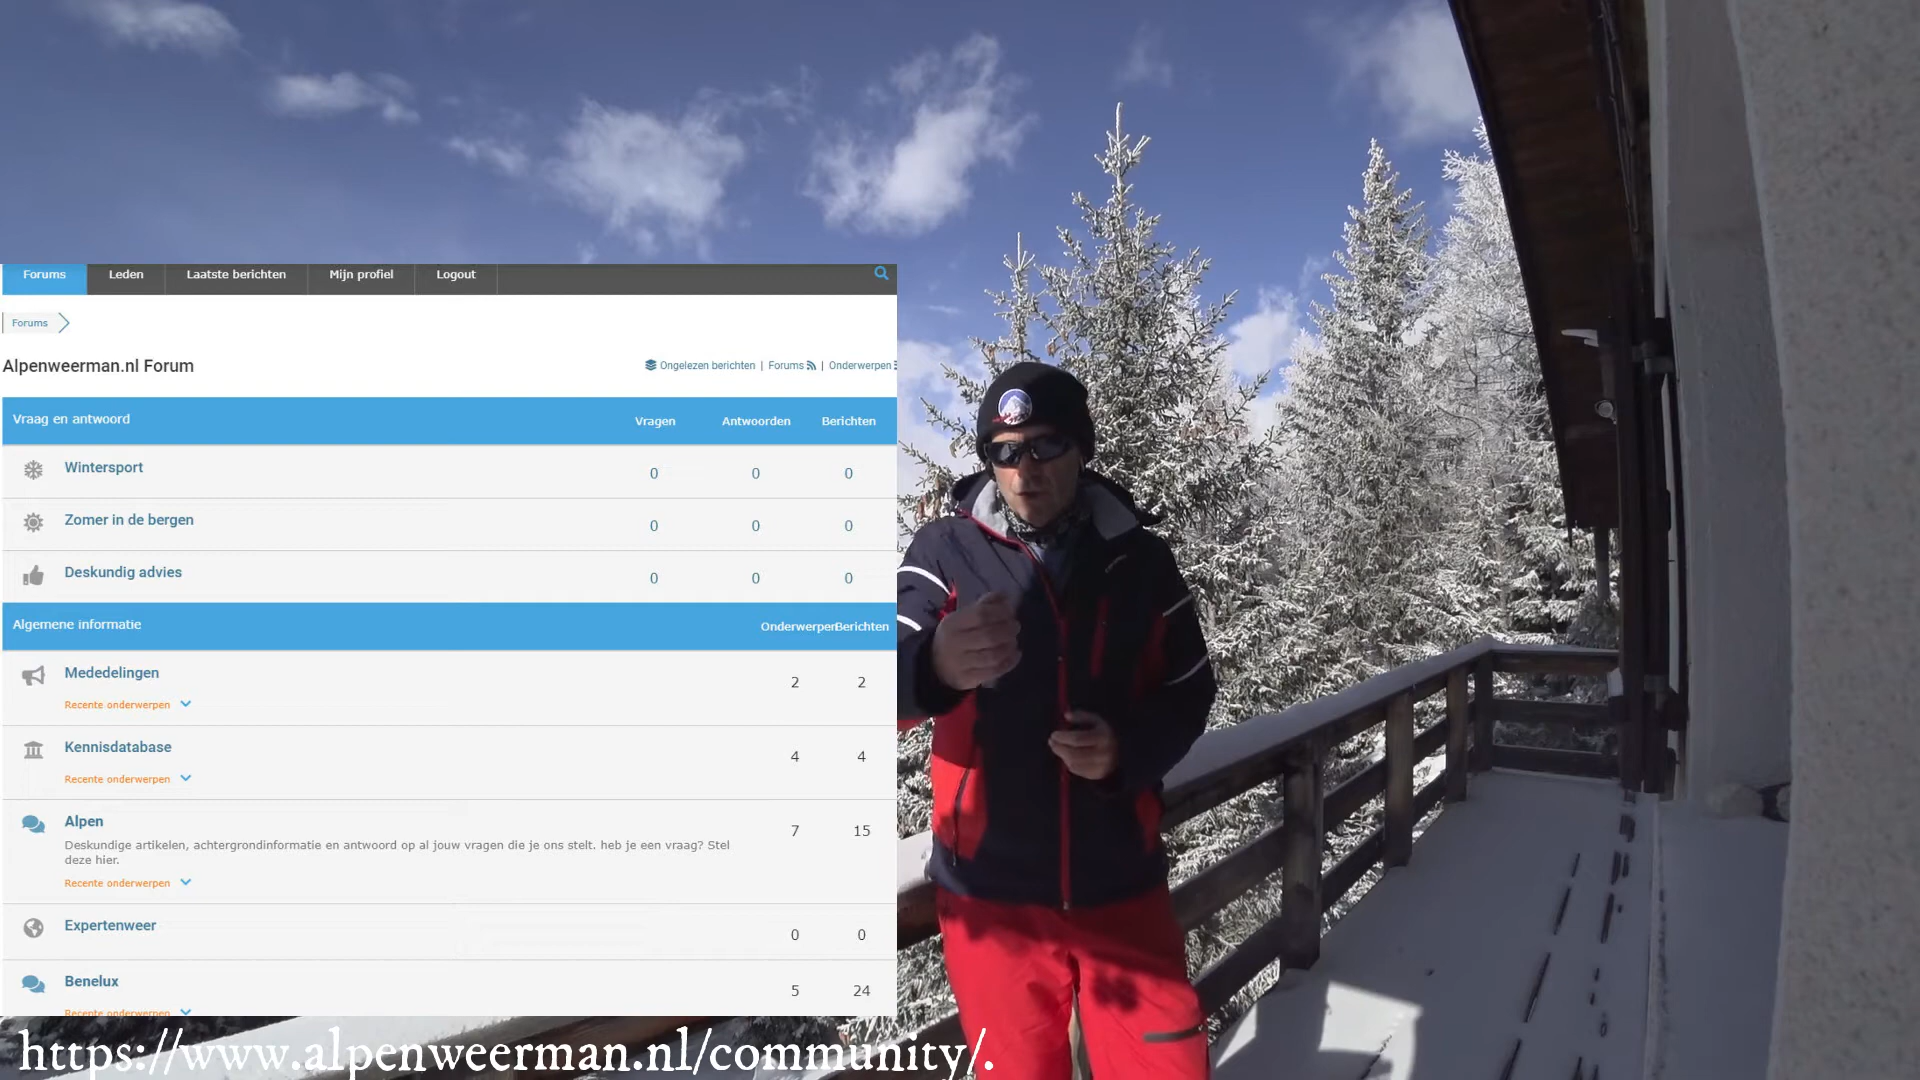 Forums Leden Laatste berichten Mijn profiel Logout
Forums
Alpenweerman.nl Forum Ongelezen berichten | Forums | Onderwerpen
Vraag en antwoord Vragen Antwoorden Berichten
Wintersport 0 0 0
Zomer in de bergen 0 0 0
Deskundig advies 0 0 0
Algemene informatie Onderwerpen Berichten
Mededelingen 2 2
Recente onderwerpen
Kennisdatabase 4 4
Recente onderwerpen
Alpen 7 15
Deskundige artikelen, achtergrondinformatie en antwoord op al jouw vragen die je ons stelt. heb je een vraag? Stel
deze hier.
Recente onderwerpen
Expertenweer 0 0
Benelux 5 24
Recente onderwerpen
https://www.alpenweerman.nl/community/.